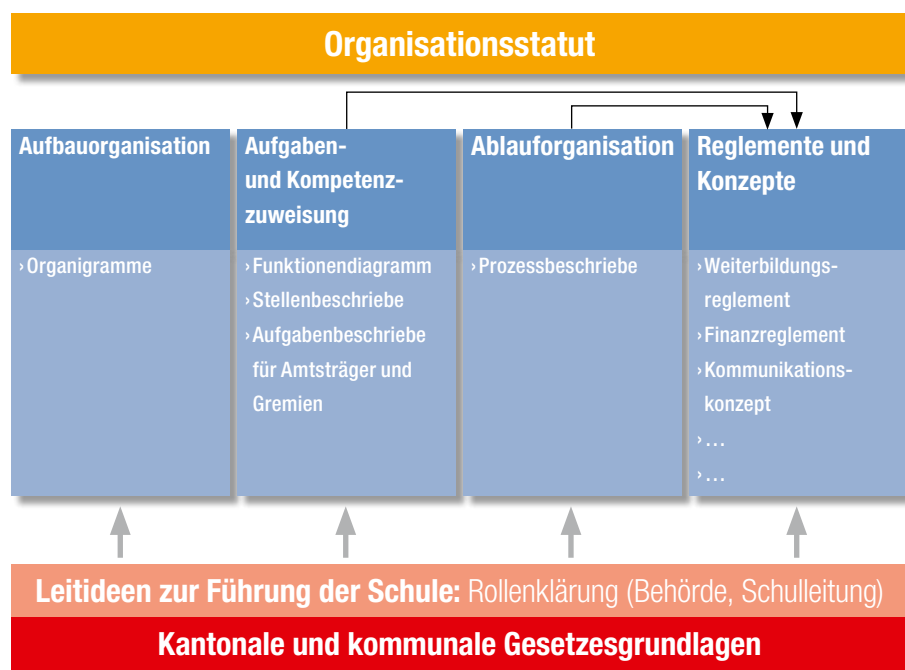 Organisationsstatut
Aufbauorganisation
› Organigramme
Aufgaben-
und Kompetenz-
zuweisung
› Funktionendiagramm
› Stellenbeschriebe
› Aufgabenbeschriebe
für Amtsträger und
Gremien
Ablauforganisation
› Prozessbeschriebe
Reglemente und
Konzepte
› Weiterbildungs-
reglement
› Finanzreglement
› Kommunikations-
konzept
› …
› …
Leitideen zur Führung der Schule: Rollenklärung (Behörde, Schulleitung)
Kantonale und kommunale Gesetzesgrundlagen